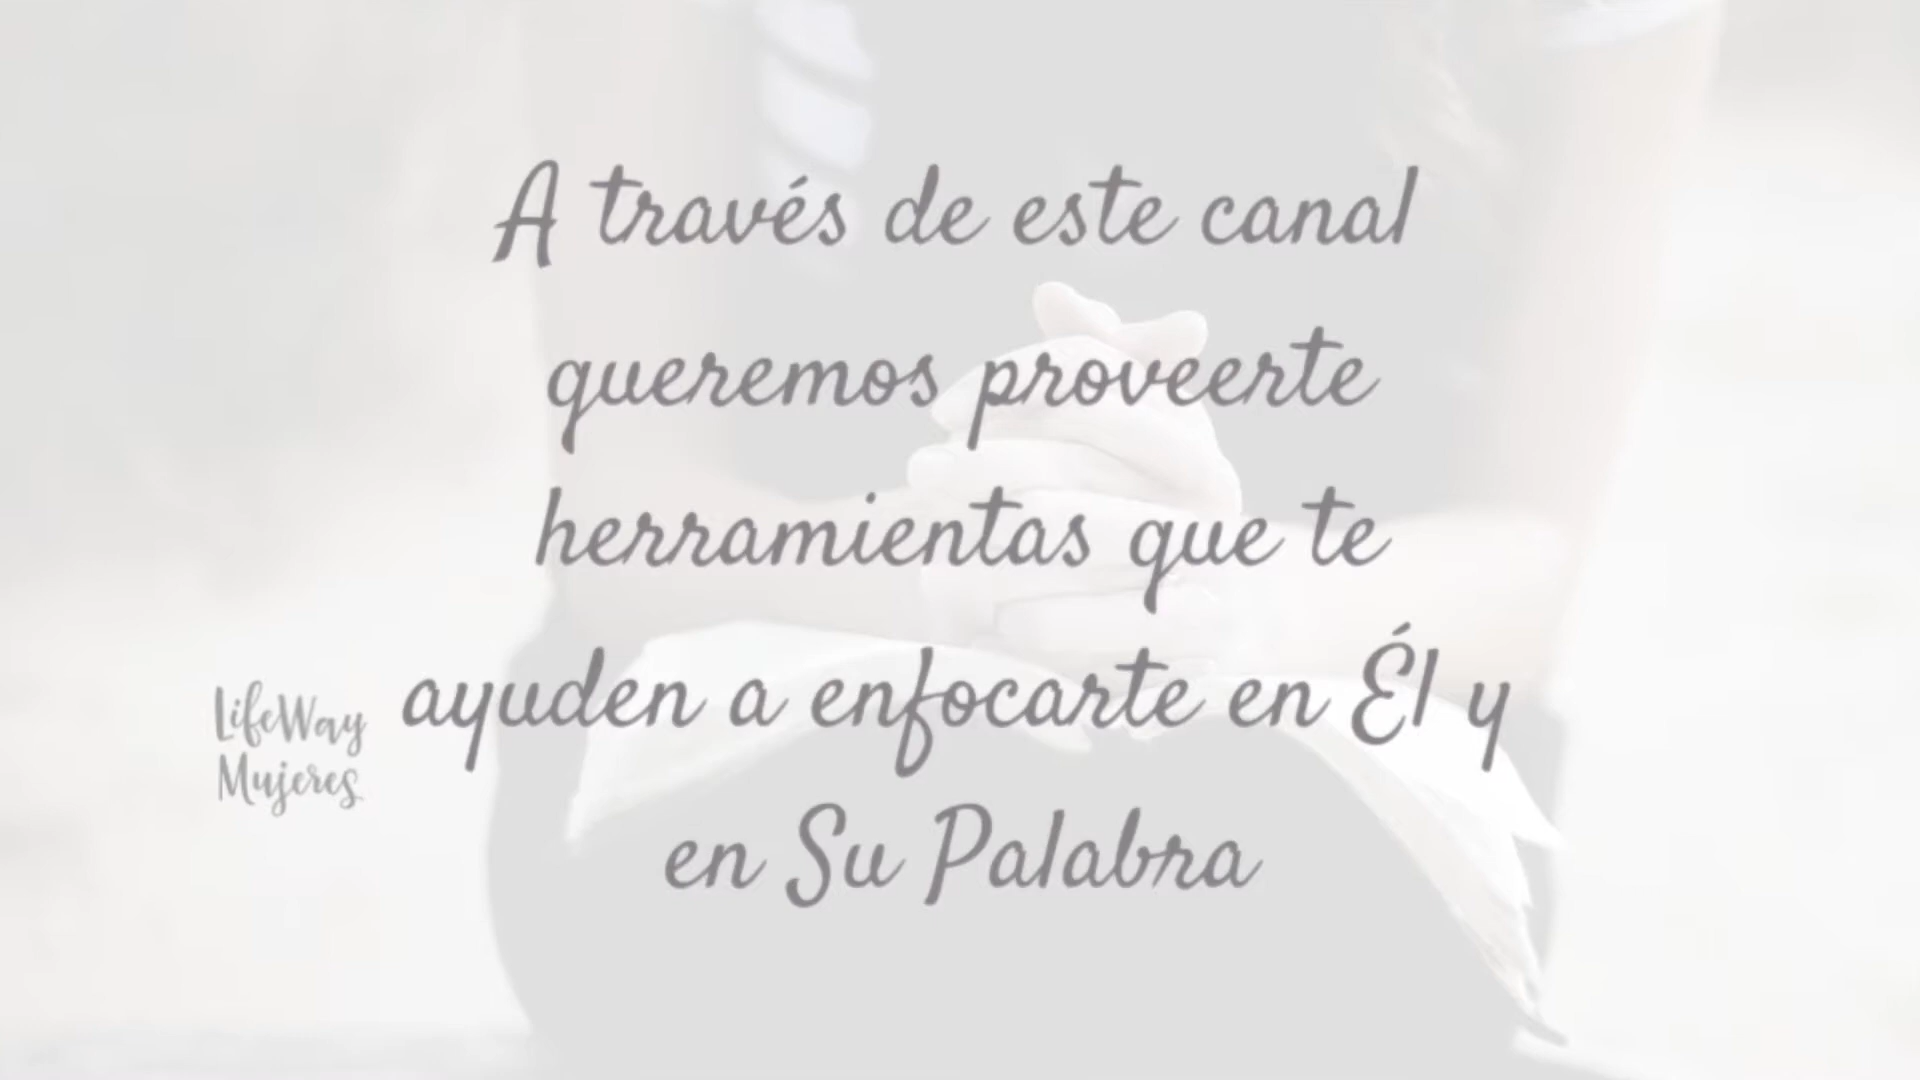 A través de este canal
queremos proveerte
herramientas que te
ayuden a enfocarte en Él y
en Su Palabra
LifeWay
Mujeres